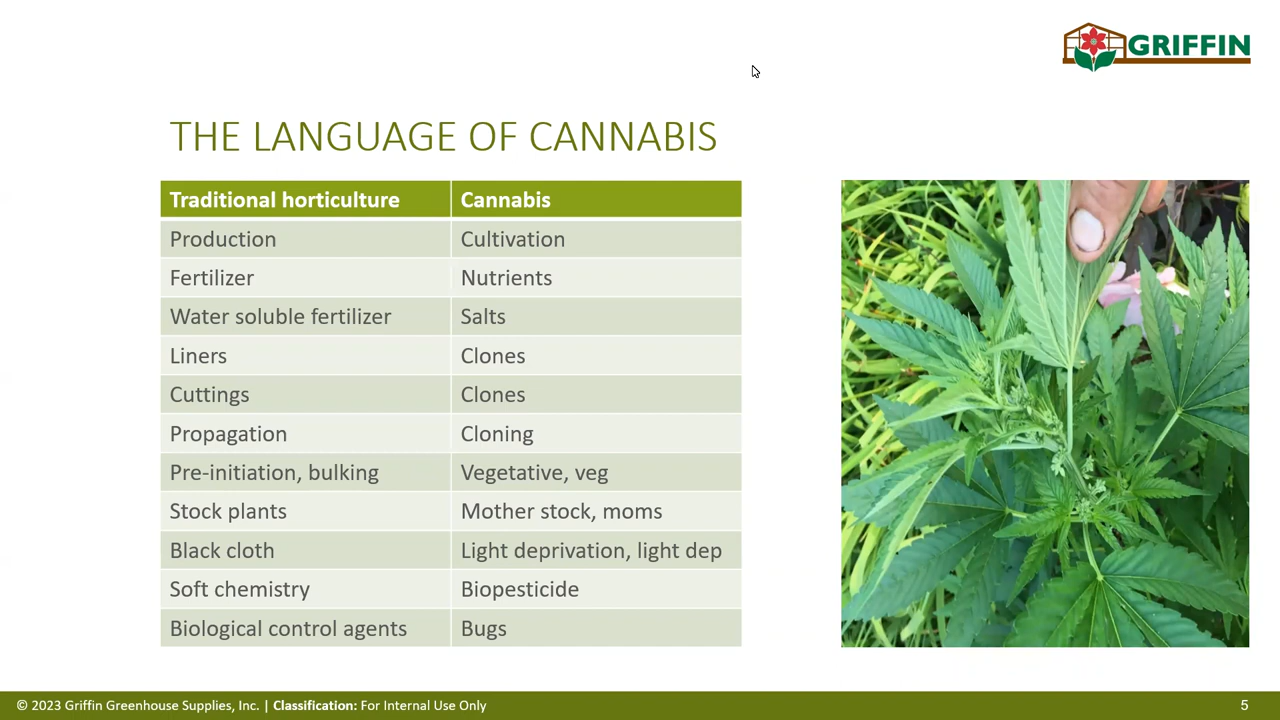 GRIFFIN
THE LANGUAGE OF CANNABIS
Traditional horticulture Cannabis
Production Cultivation
Fertilizer Nutrients
Water soluble fertilizer Salts
Liners Clones
Cuttings Clones
Propagation Cloning
Pre-initiation, bulking Vegetative, veg
Stock plants Mother stock, moms
Black cloth Light deprivation, light dep
Soft chemistry Biopesticide
Biological control agents Bugs
© 2023 Griffin Greenhouse Supplies, Inc. | Classification: For Internal Use Only 5